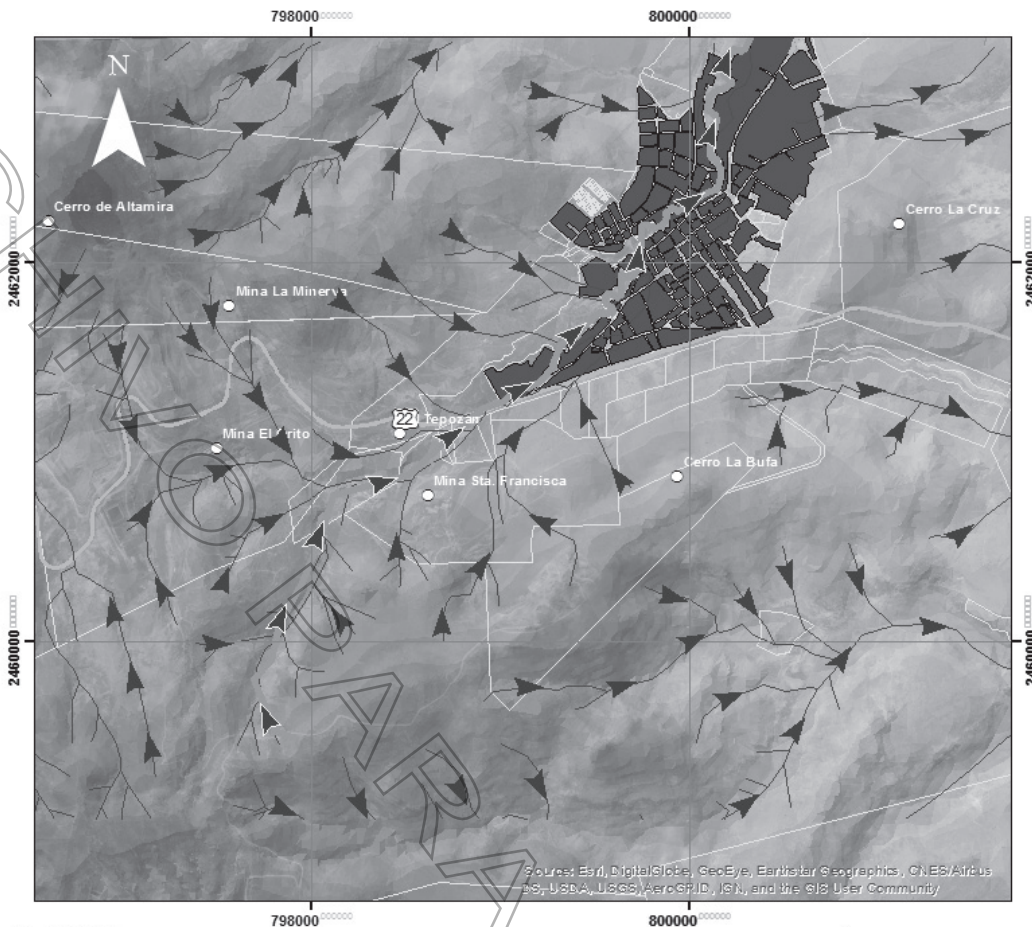 798000
800000
N
Cerro de Altamira
Cerro La Cruz
2462000
Mina La Minerva
22
Tepozan
Mina El Grito
Cerro La Bufa
Mina Sta. Francisca
2460000
2460000
Source: Esri, DigitalGlobe, GeoEye, Earthstar Geographics, CNES/Airbus
DS, USDA, USGS, AeroGRID, IGN, and the GIS User Community
798000
800000